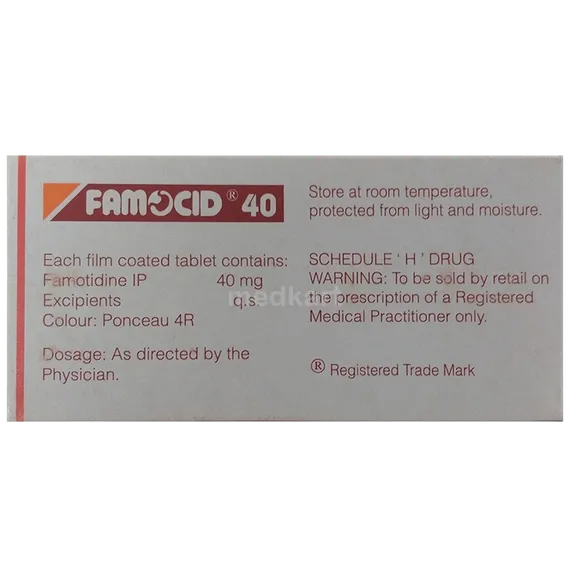 FAMOCID ® 40
Each film coated tablet contains:
Famotidine IP 40 mg
Excipients q.s.
Colour: Ponceau 4R
Dosage: As directed by the
Physician.
Store at room temperature,
protected from light and moisture.
SCHEDULE ' H ' DRUG
WARNING: To be sold by retail on
an prescription of a Registered
Medical Practitioner only.
® Registered Trade Mark
medkart